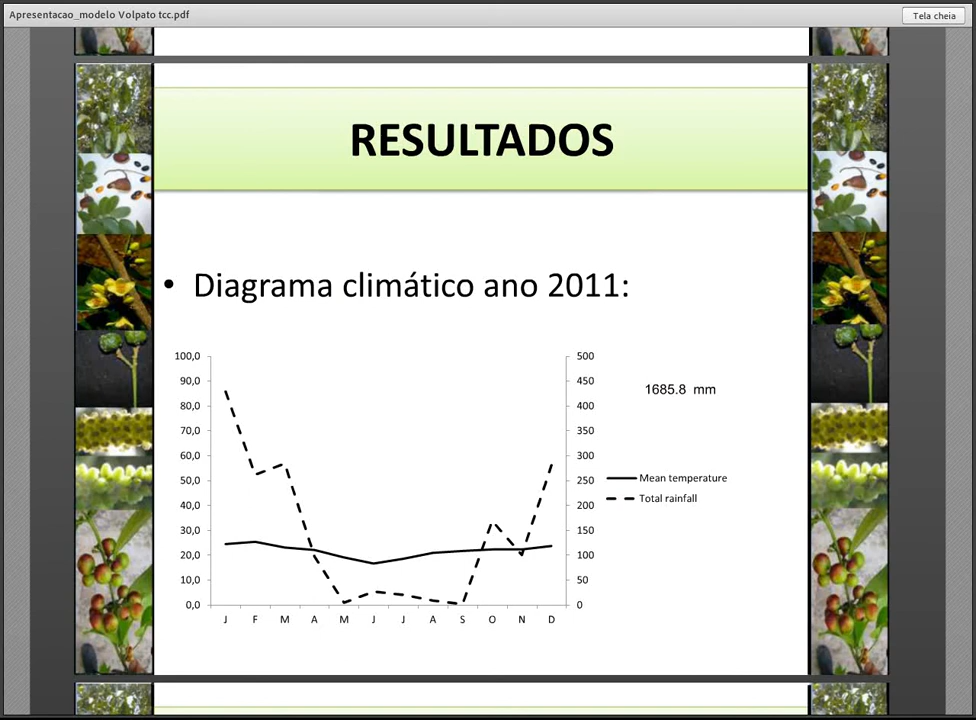 Apresentacao_modelo Volpato tcc.pdf
Tela cheia
RESULTADOS
• Diagrama climático ano 2011:
100,0
90,0
80,0
70,0
60,0
50,0
40,0
30,0
20,0
10,0
0,0
500
450
400
350
300
250
200
150
100
50
0
1685.8 mm
Mean temperature
Total rainfall
J F M A M J J A S O N D